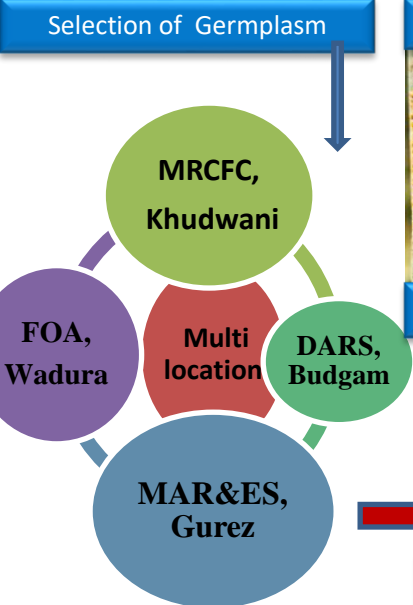 Selection of Germplasm
MRCFC,
Khudwani
FOA,
Wadura
Multi
location
DARS,
Budgam
MAR&ES,
Gurez